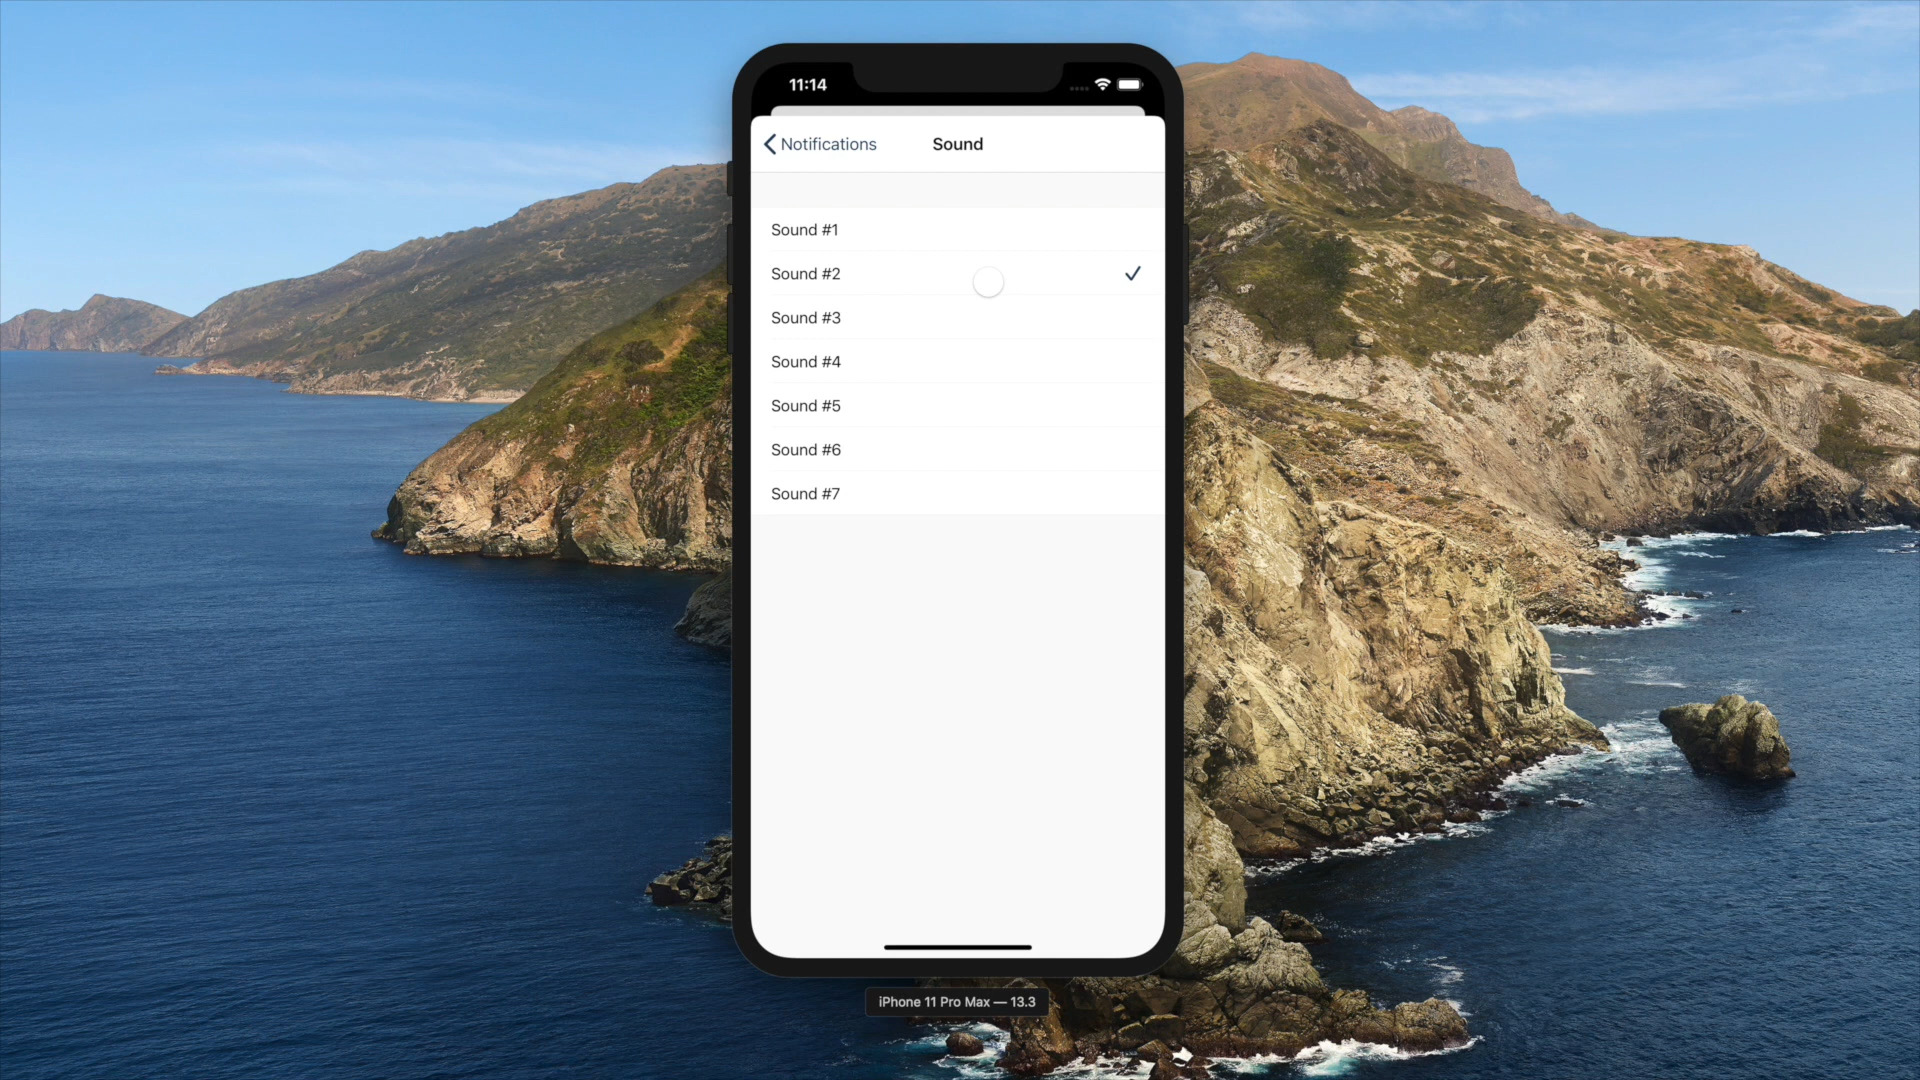 11:14
Notifications
Sound
Sound #1
Sound #2
Sound #3
Sound #4
Sound #5
Sound #6
Sound #7
iPhone 11 Pro Max — 13.3